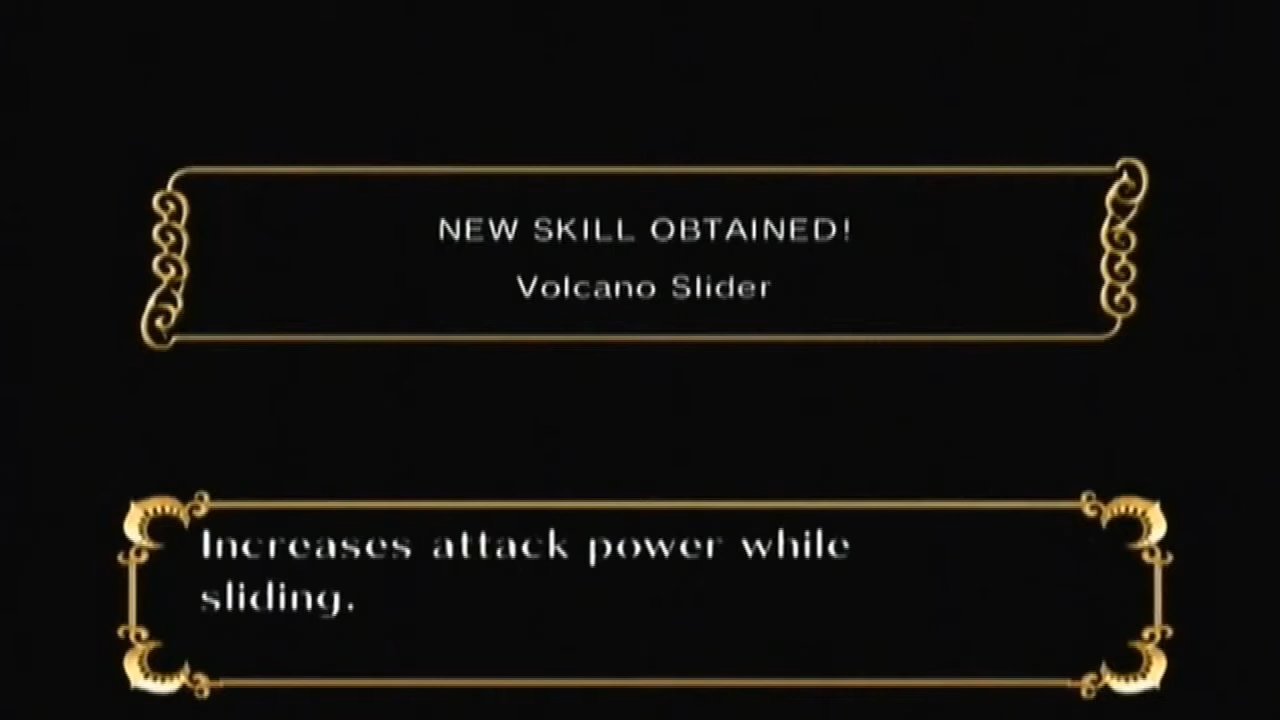 NEW SKILL OBTAINED!
Volcano Slider
Increases attack power while
sliding.